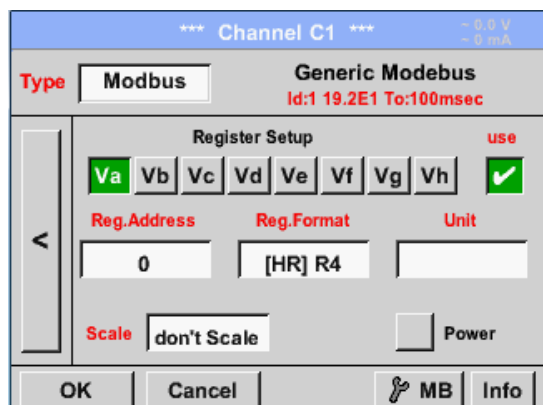 *** Channel C1 ***
~ 0.0 V
~ 0 mA
Type
Modbus
Generic Modebus
Id:1 19.2E1 To:100msec
Register Setup
use
Va Vb Vc Vd Ve Vf Vg Vh
Reg.Address
Reg.Format
Unit
<
0
[HR] R4
Scale
don't Scale
Power
OK
Cancel
MB
Info